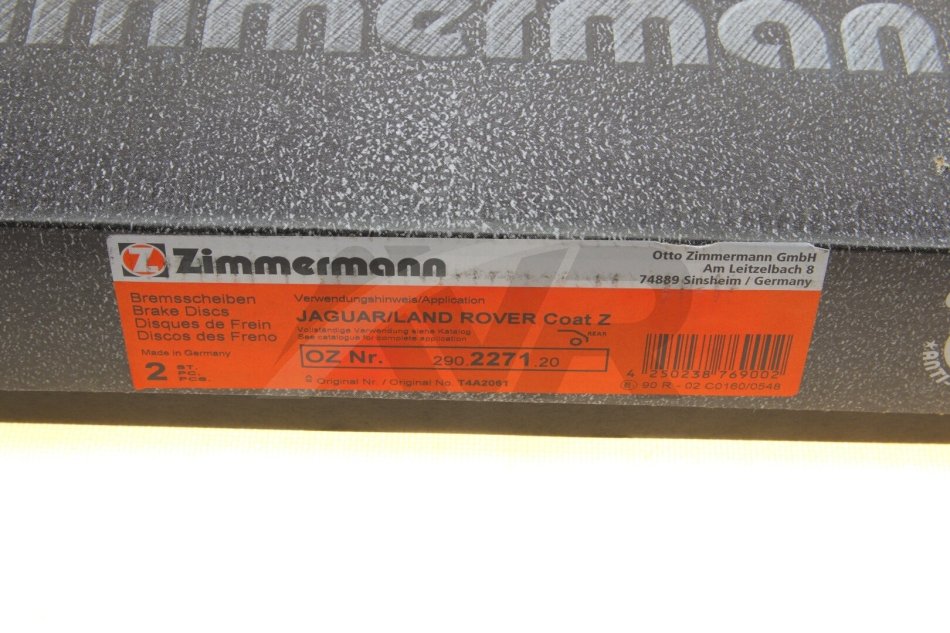 mmermann
Z Zimmermann
Otto Zimmermann GmbH
Am Leitzelbach 8
74889 Sinsheim / Germany
Bremsscheiben
Brake Discs
Disques de Frein
Discos des Freno
Made in Germany
2 ST.
PC.
PCS.
Verwendungshinweis/Application
JAGUAR/LAND ROVER Coat Z
Vollständige Verwendung siehe Katalog
See catalogue for complete application
REAR
OZ Nr. 290.2271.20
Original Nr. / Original No. T4A2061
4 250238 769002
90 R - 02 C0160/0548